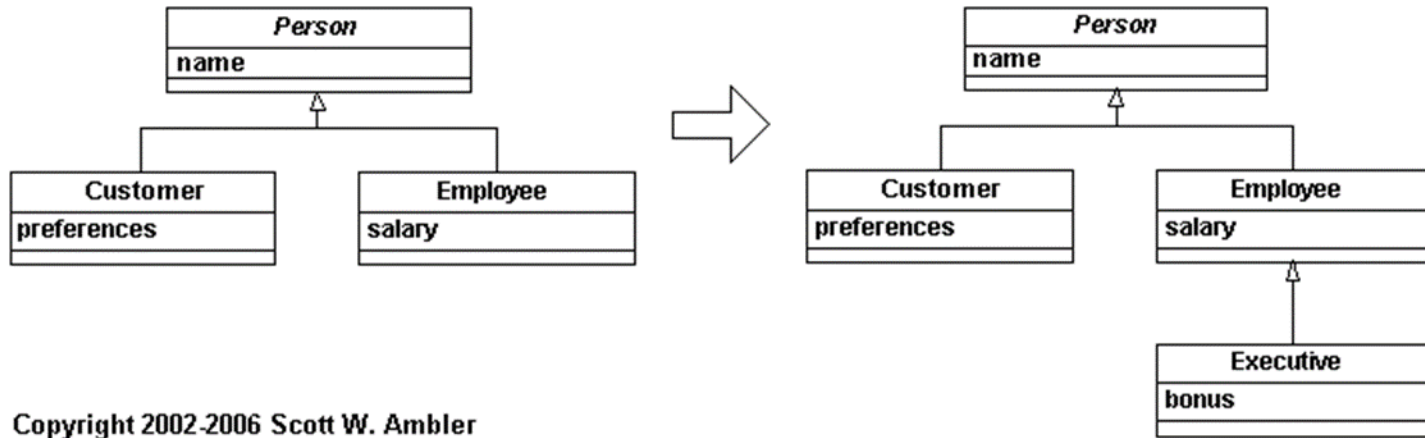 Person
name
Customer
preferences
Employee
salary
Person
name
Customer
preferences
Employee
salary
Executive
bonus
Copyright 2002-2006 Scott W. Ambler